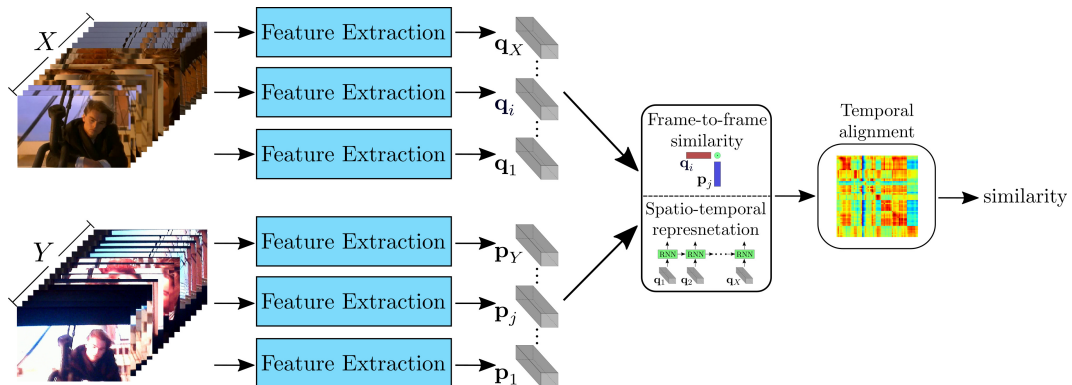 X
Feature Extraction
q_X
Feature Extraction
q_i
Feature Extraction
q_1
Y
Feature Extraction
p_Y
Feature Extraction
p_j
Feature Extraction
p_1
Frame-to-frame
similarity
q_i
p_j
Spatio-temporal
represnetation
RNN RNN RNN
q_1 q_2 q_X
Temporal
alignment
similarity